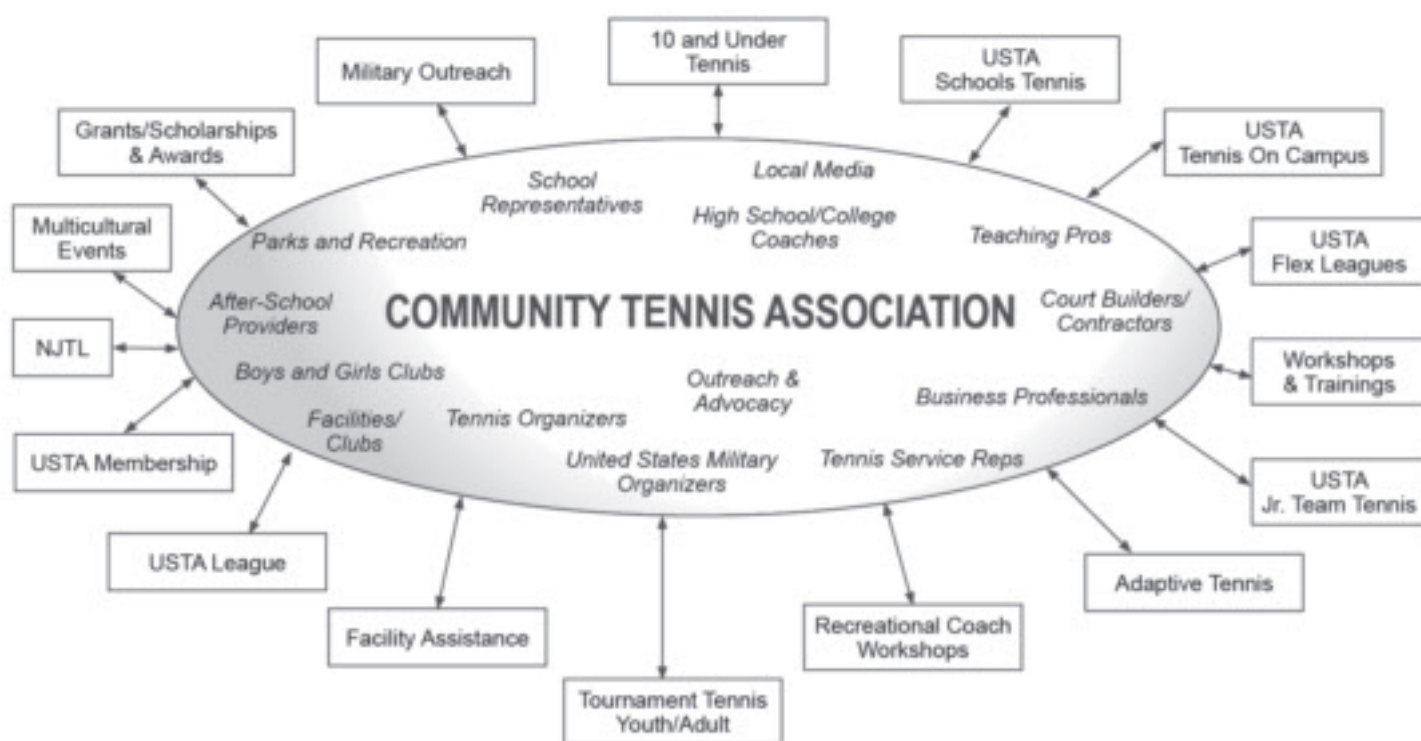 10 and Under
Tennis
Military Outreach
USTA
Schools Tennis
Grants/Scholarships
& Awards
USTA
Tennis On Campus
Multicultural
Events
USTA
Flex Leagues
NJTL
Workshops
& Trainings
USTA Membership
USTA
Jr. Team Tennis
USTA League
Adaptive Tennis
Facility Assistance
Recreational Coach
Workshops
Tournament Tennis
Youth/Adult
Local Media
School
Representatives
High School/College
Coaches
Teaching Pros
Parks and Recreation
After-School
Providers
COMMUNITY TENNIS ASSOCIATION
Court Builders/
Contractors
Boys and Girls Clubs
Outreach &
Advocacy
Business Professionals
Facilities/
Clubs
Tennis Organizers
United States Military
Organizers
Tennis Service Reps